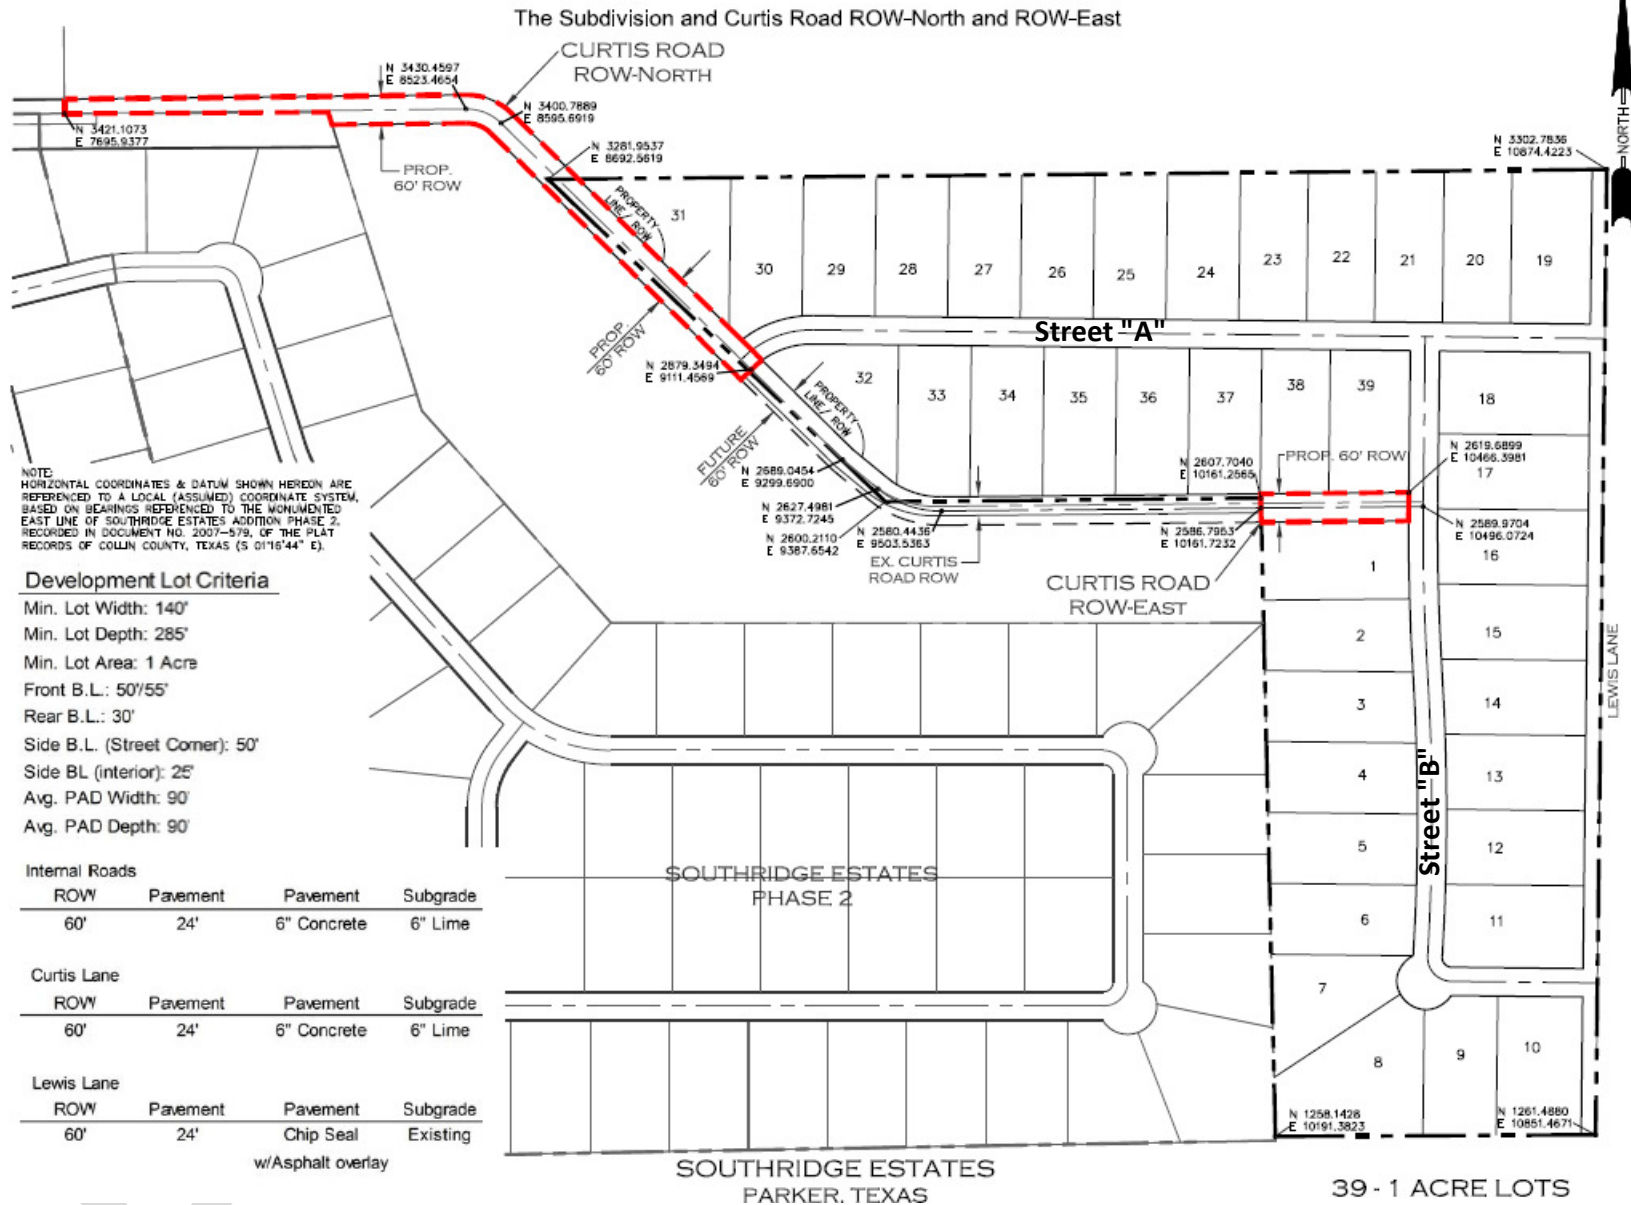 The Subdivision and Curtis Road ROW-North and ROW-East
CURTIS ROAD
ROW-NORTH
N 3430.4597
E 8523.4654
N 3400.7889
E 8595.6919
N 3421.1073
E 7695.9377
N 3281.9537
E 8692.5619
N 3302.7836
E 10874.4223
NORTH
PROP.
60' ROW
PROPERTY
LINE/ ROW
31
30
29
28
27
26
25
24
23
22
21
20
19
Street "A"
PROP.
60' ROW
N 2879.3494
E 9111.4569
32
33
34
35
36
37
38
39
18
PROPERTY
LINE/ ROW
FUTURE
60' ROW
N 2689.0454
E 9299.6900
N 2627.4981
E 9372.7245
N 2600.2110
E 9387.6542
N 2580.4436
E 9503.5363
EX. CURTIS
ROAD ROW
N 2607.7040
E 10161.2565
PROP. 60' ROW
N 2619.6899
E 10466.3981
17
N 2586.7953
E 10161.7232
N 2589.9704
E 10496.0724
16
CURTIS ROAD
ROW-EAST
1
2
15
3
14
4
13
5
12
6
11
7
8
9
10
Street "B"
LEWIS LANE
NOTE:
HORIZONTAL COORDINATES & DATUM SHOWN HEREON ARE
REFERENCED TO A LOCAL (ASSUMED) COORDINATE SYSTEM,
BASED ON BEARINGS REFERENCED TO THE MONUMENTED
EAST LINE OF SOUTHRIDGE ESTATES ADDITION PHASE 2,
RECORDED IN DOCUMENT NO. 2007-579, OF THE PLAT
RECORDS OF COLLIN COUNTY, TEXAS (S 01°16'44" E).
Development Lot Criteria
Min. Lot Width: 140'
Min. Lot Depth: 285'
Min. Lot Area: 1 Acre
Front B.L.: 50'/55'
Rear B.L.: 30'
Side B.L. (Street Corner): 50'
Side BL (interior): 25'
Avg. PAD Width: 90'
Avg. PAD Depth: 90'
Internal Roads
ROW Pavement Pavement Subgrade
60' 24' 6" Concrete 6" Lime
Curtis Lane
ROW Pavement Pavement Subgrade
60' 24' 6" Concrete 6" Lime
Lewis Lane
ROW Pavement Pavement Subgrade
60' 24' Chip Seal Existing
w/Asphalt overlay
SOUTHRIDGE ESTATES
PHASE 2
N 1258.1428
E 10191.3823
N 1261.4880
E 10851.4671
SOUTHRIDGE ESTATES
PARKER, TEXAS
39 - 1 ACRE LOTS